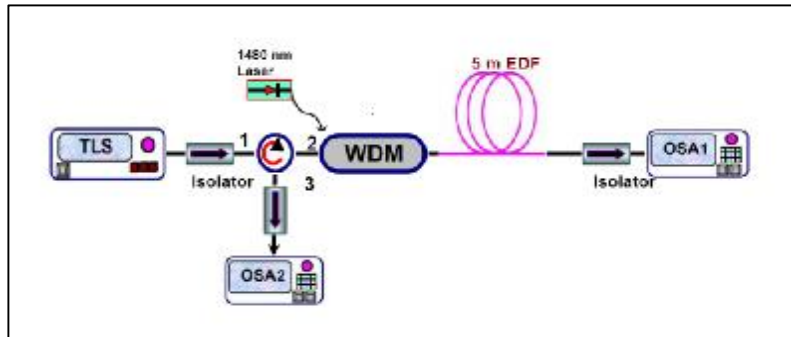 1480 nm
Laser
5 m EDF
TLS
1
2
WDM
OSA1
Isolator
3
Isolator
OSA2